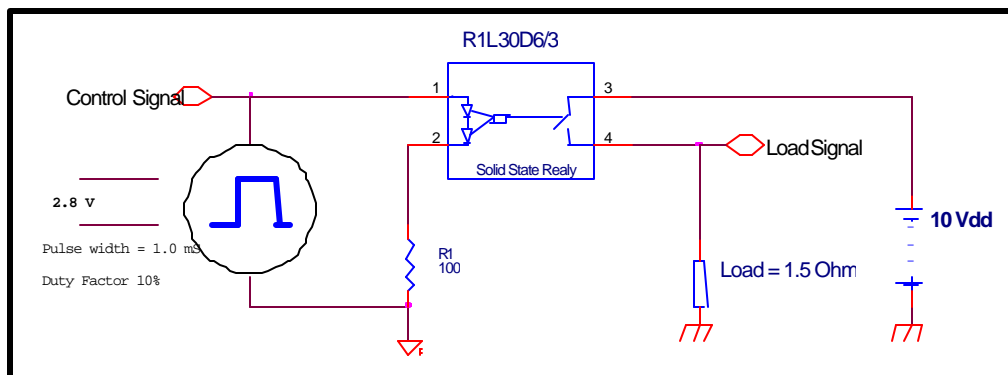 R1L30D6/3
Control Signal
1
3
2
4
Load Signal
Solid State Realy
2.8 V
10 Vdd
Pulse width = 1.0 mS
R1
100
Load = 1.5 Ohm
Duty Factor 10%